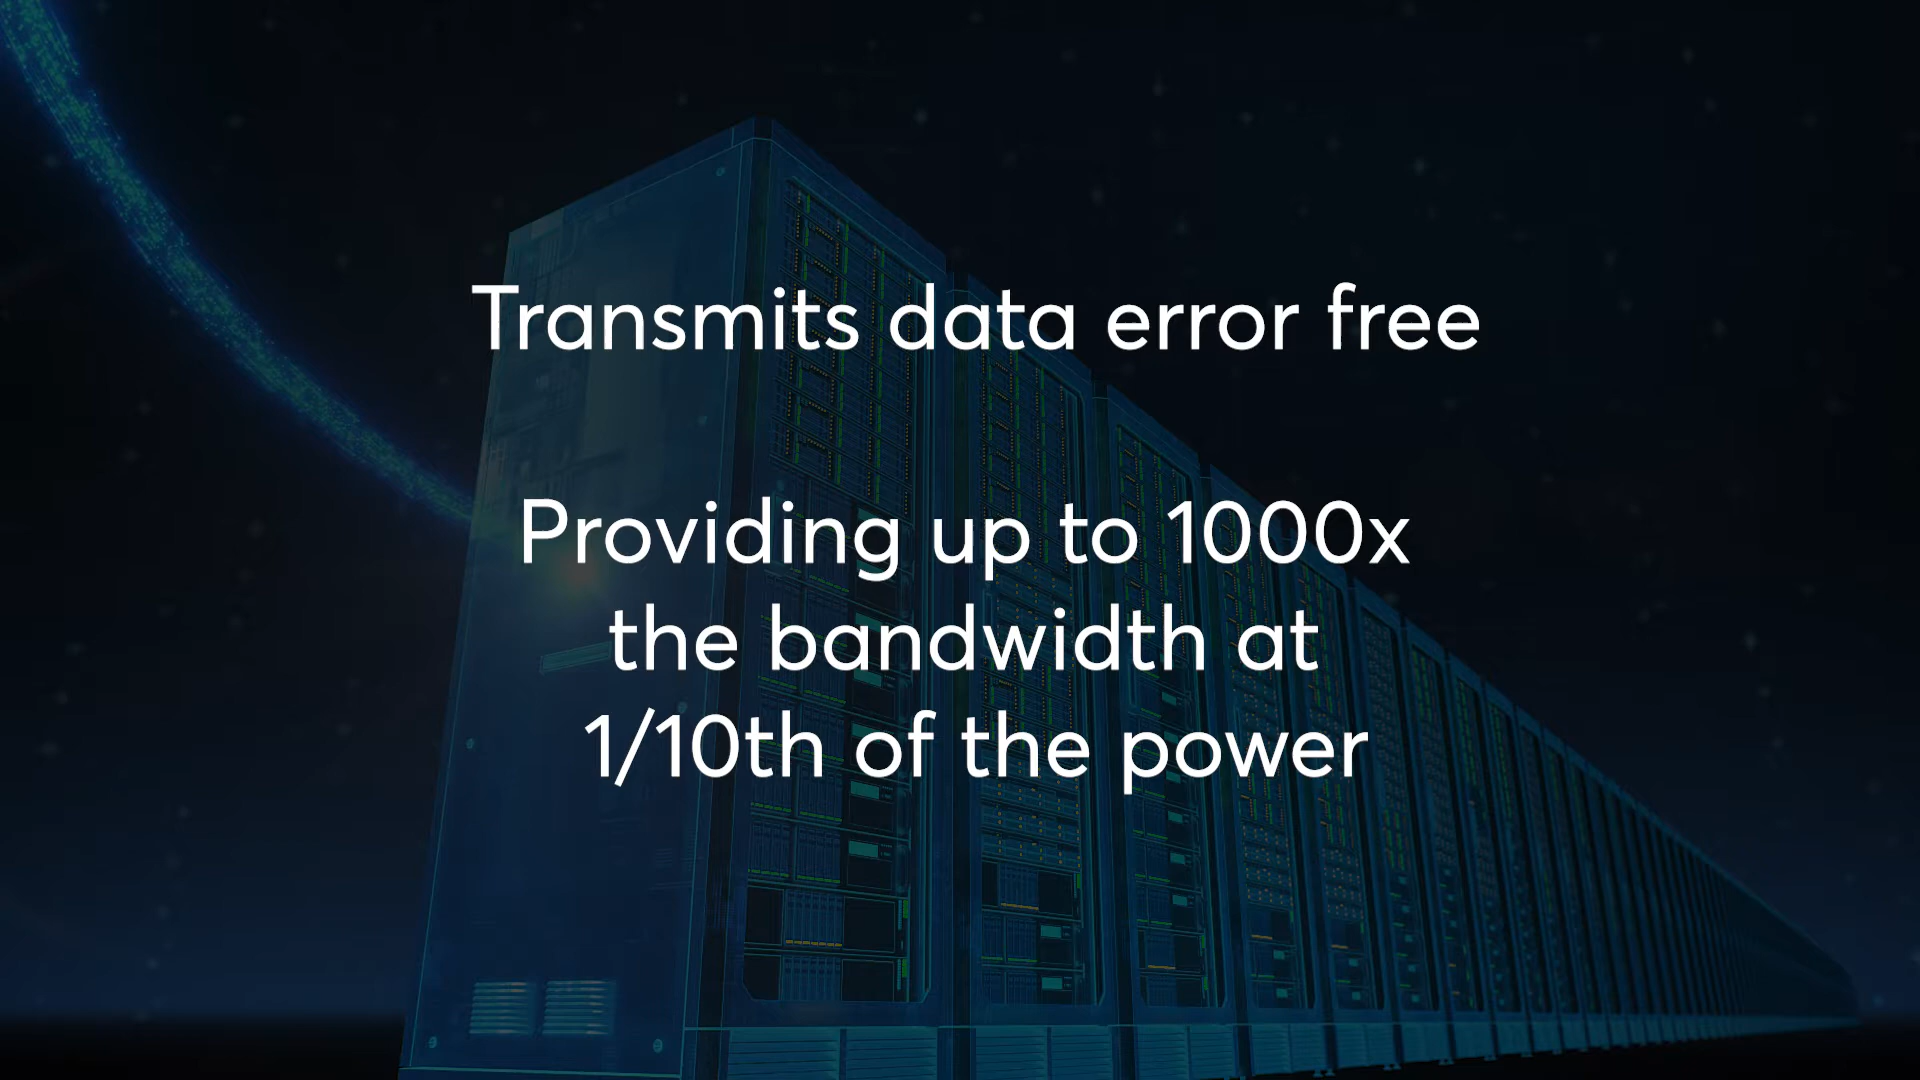 Transmits data error free
Providing up to 1000x
the bandwidth at
1/10th of the power